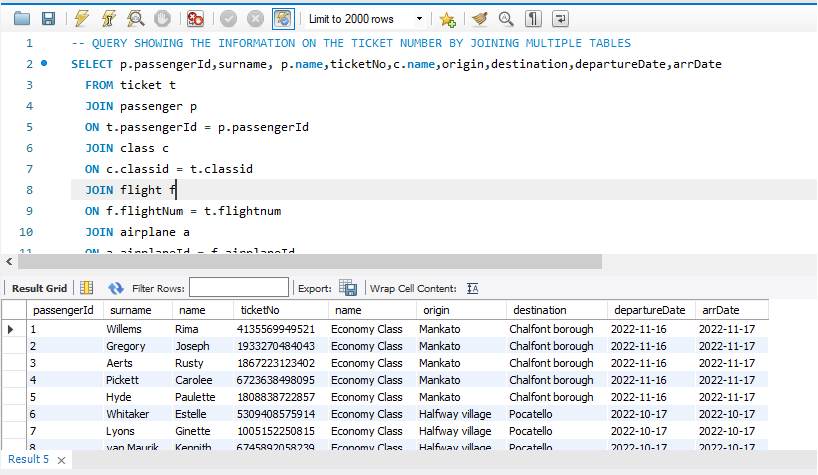 Limit to 2000 rows
1 -- QUERY SHOWING THE INFORMATION ON THE TICKET NUMBER BY JOINING MULTIPLE TABLES
2 SELECT p.passengerId,surname, p.name,ticketNo,c.name,origin,destination,departureDate,arrDate
3 FROM ticket t
4 JOIN passenger p
5 ON t.passengerId = p.passengerId
6 JOIN class c
7 ON c.classid = t.classid
8 JOIN flight f
9 ON f.flightNum = t.flightnum
10 JOIN airplane a
11 ON a.airplaneId = f.airplaneId
Result Grid Filter Rows: Export: Wrap Cell Content: IA
passengerId surname name ticketNo name origin destination departureDate arrDate
1 Willems Rima 4135569949521 Economy Class Mankato Chalfont borough 2022-11-16 2022-11-17
2 Gregory Joseph 1933270484043 Economy Class Mankato Chalfont borough 2022-11-16 2022-11-17
3 Aerts Rusty 1867223123402 Economy Class Mankato Chalfont borough 2022-11-16 2022-11-17
4 Pickett Carolee 6723638498095 Economy Class Mankato Chalfont borough 2022-11-16 2022-11-17
5 Hyde Paulette 1808838722857 Economy Class Mankato Chalfont borough 2022-11-16 2022-11-17
6 Whitaker Estelle 5309408575914 Economy Class Halfway village Pocatello 2022-10-17 2022-10-17
7 Lyons Ginette 1005152250815 Economy Class Halfway village Pocatello 2022-10-17 2022-10-17
8 van Maurik Kennith 6745892058239 Economy Class Halfway village Pocatello 2022-10-17 2022-10-17
Result 5